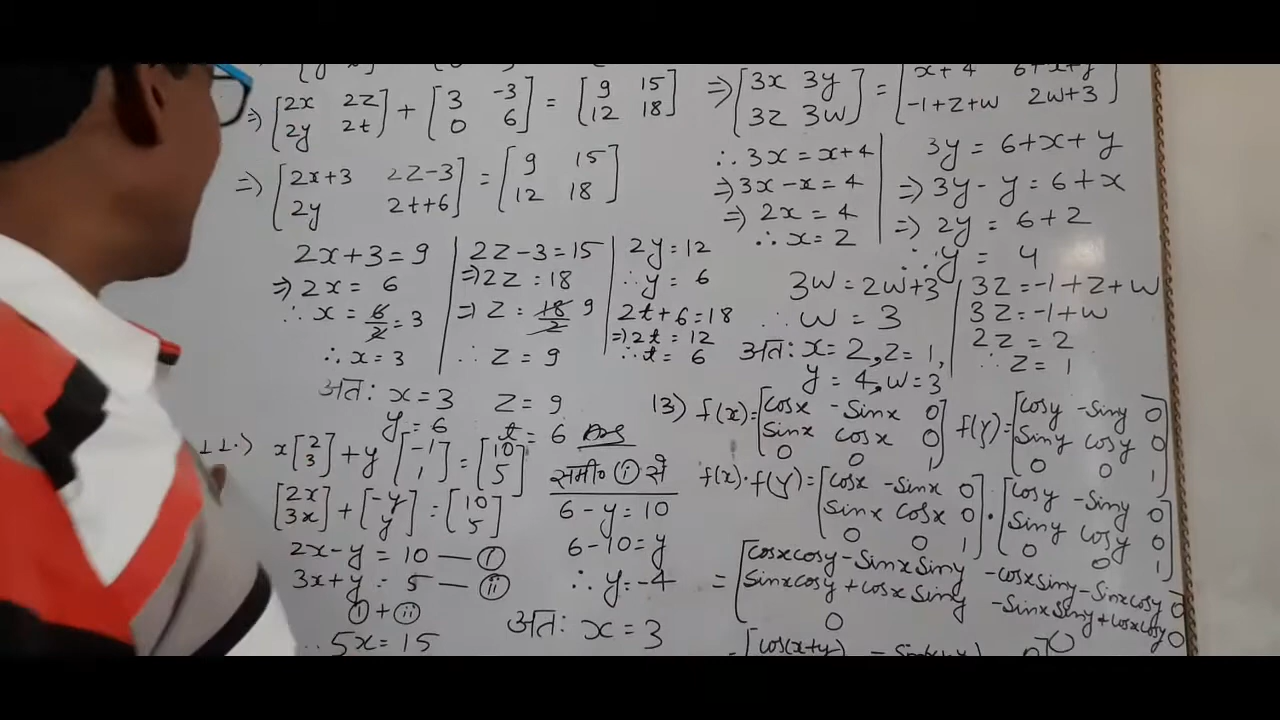 ⇒ [2x 2z / 2y 2t] + [3 -3 / 0 6] = [9 15 / 12 18]
⇒ [2x+3 2z-3 / 2y 2t+6] = [9 15 / 12 18]
2x+3=9
⇒ 2x = 6
∴ x = 6/2 = 3
∴ x = 3
2z-3=15
⇒ 2z = 18
⇒ z = 18/2 9
∴ z = 9
2y = 12
∴ y = 6
2t+6=18
⇒ 2t = 12
∴ t = 6
अतः x = 3 z = 9
y = 6 t = 6 Ans
11.) x[2 / 3] + y[-1 / 1] = [10 / 5]
[2x / 3x] + [-y / y] = [10 / 5]
2x-y = 10 — (i)
3x+y = 5 — (ii)
(i) + (ii)
∴ 5x = 15
समी० (i) से
6-y=10
6-10=y
∴ y=-4
अतः x = 3
⇒ [3x 3y / 3z 3w] = [x+4 6+x+y / -1+z+w 2w+3]
∴ 3x = x+4
⇒ 3x-x = 4
⇒ 2x = 4
∴ x = 2
3y = 6+x+y
⇒ 3y-y = 6+x
⇒ 2y = 6+2
∴ y = 4
3w = 2w+3
∴ w = 3
3z = -1+z+w
3z = -1+w
2z = 2
∴ z = 1
अतः x=2, z=1,
y = 4, w=3
13) f(x) = [cosx -sinx 0 / sinx cosx 0 / 0 0 1] f(y) = [cosy -siny 0 / siny cosy 0 / 0 0 1]
f(x)·f(y) = [cosx -sinx 0 / sinx cosx 0 / 0 0 1] · [cosy -siny 0 / siny cosy 0 / 0 0 1]
= [cosxcosy-sinxsiny -cosxsiny-sinxcosy 0 / sinxcosy+cosxsiny -sinxsiny+cosxcosy 0 / 0 0
= [cos(x+y)